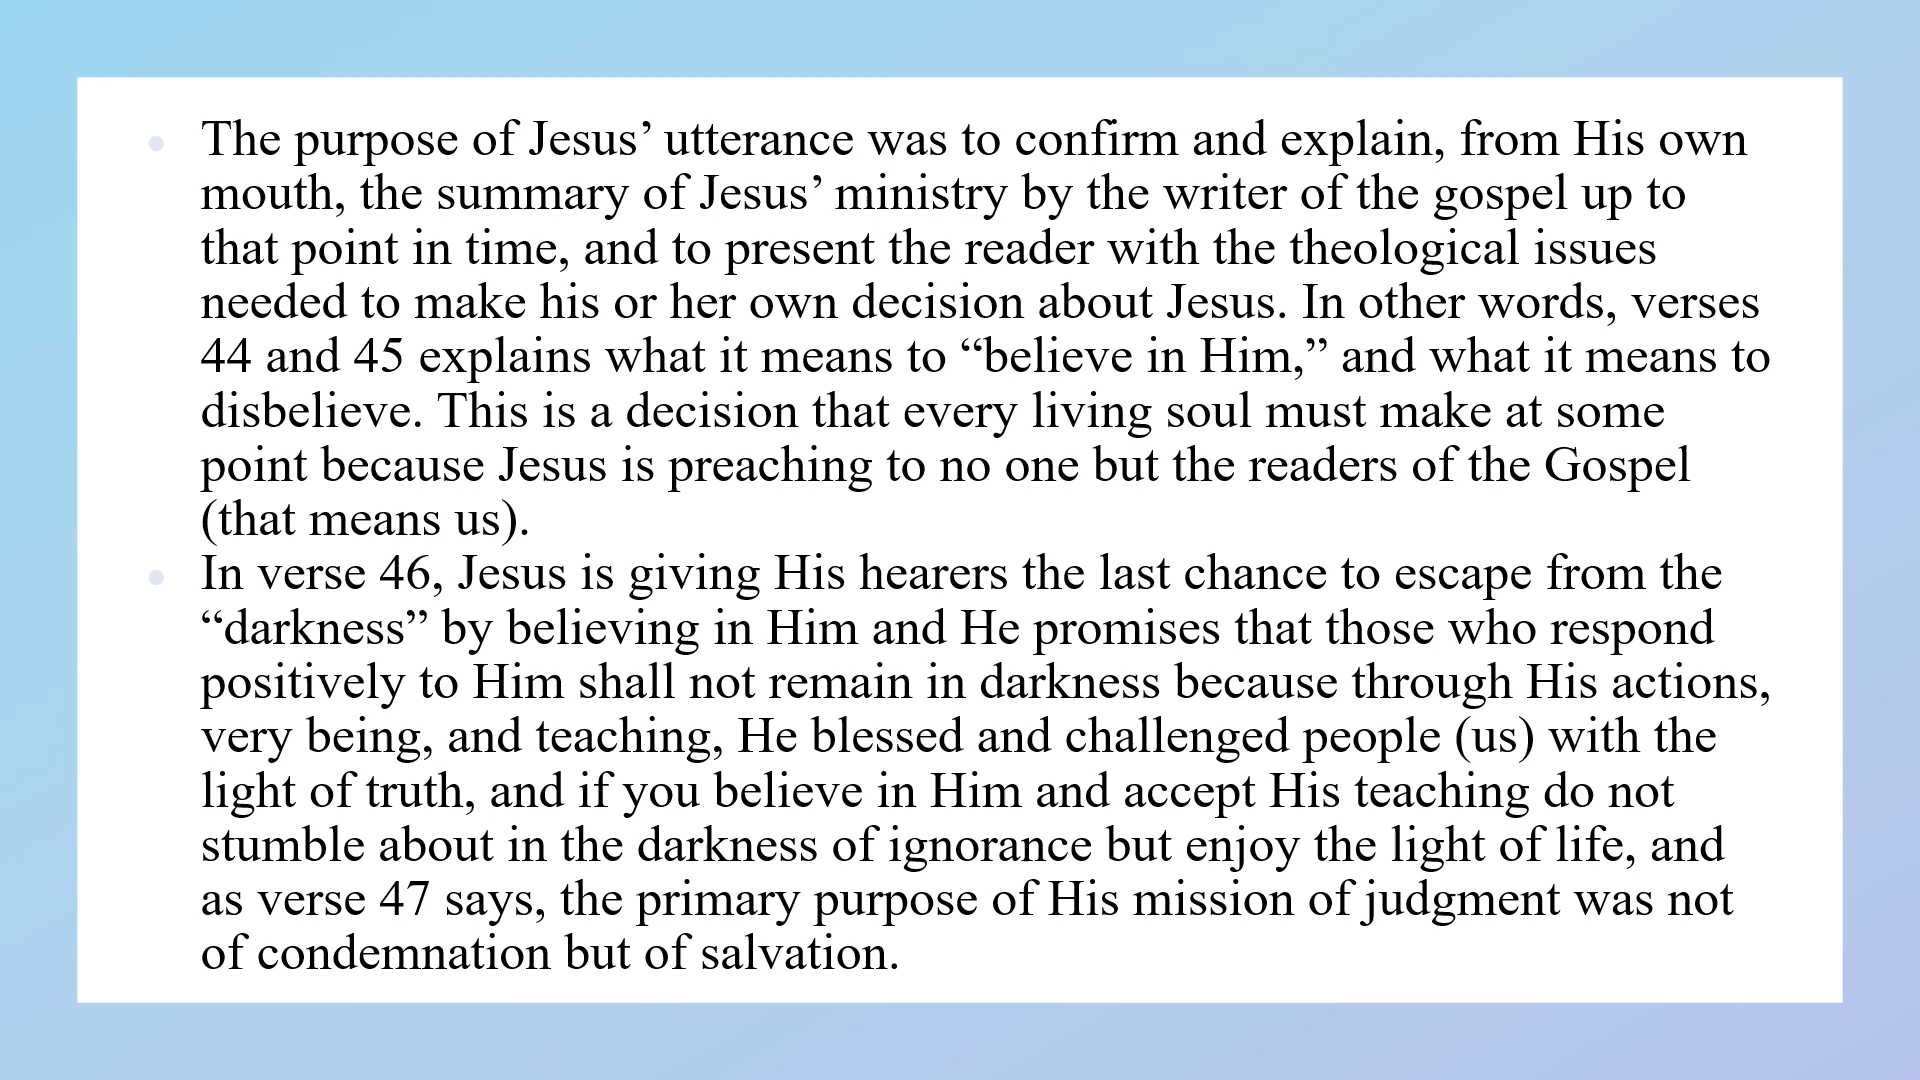 The purpose of Jesus’ utterance was to confirm and explain, from His own
mouth, the summary of Jesus’ ministry by the writer of the gospel up to
that point in time, and to present the reader with the theological issues
needed to make his or her own decision about Jesus. In other words, verses
44 and 45 explains what it means to “believe in Him,” and what it means to
disbelieve. This is a decision that every living soul must make at some
point because Jesus is preaching to no one but the readers of the Gospel
(that means us).
In verse 46, Jesus is giving His hearers the last chance to escape from the
“darkness” by believing in Him and He promises that those who respond
positively to Him shall not remain in darkness because through His actions,
very being, and teaching, He blessed and challenged people (us) with the
light of truth, and if you believe in Him and accept His teaching do not
stumble about in the darkness of ignorance but enjoy the light of life, and
as verse 47 says, the primary purpose of His mission of judgment was not
of condemnation but of salvation.